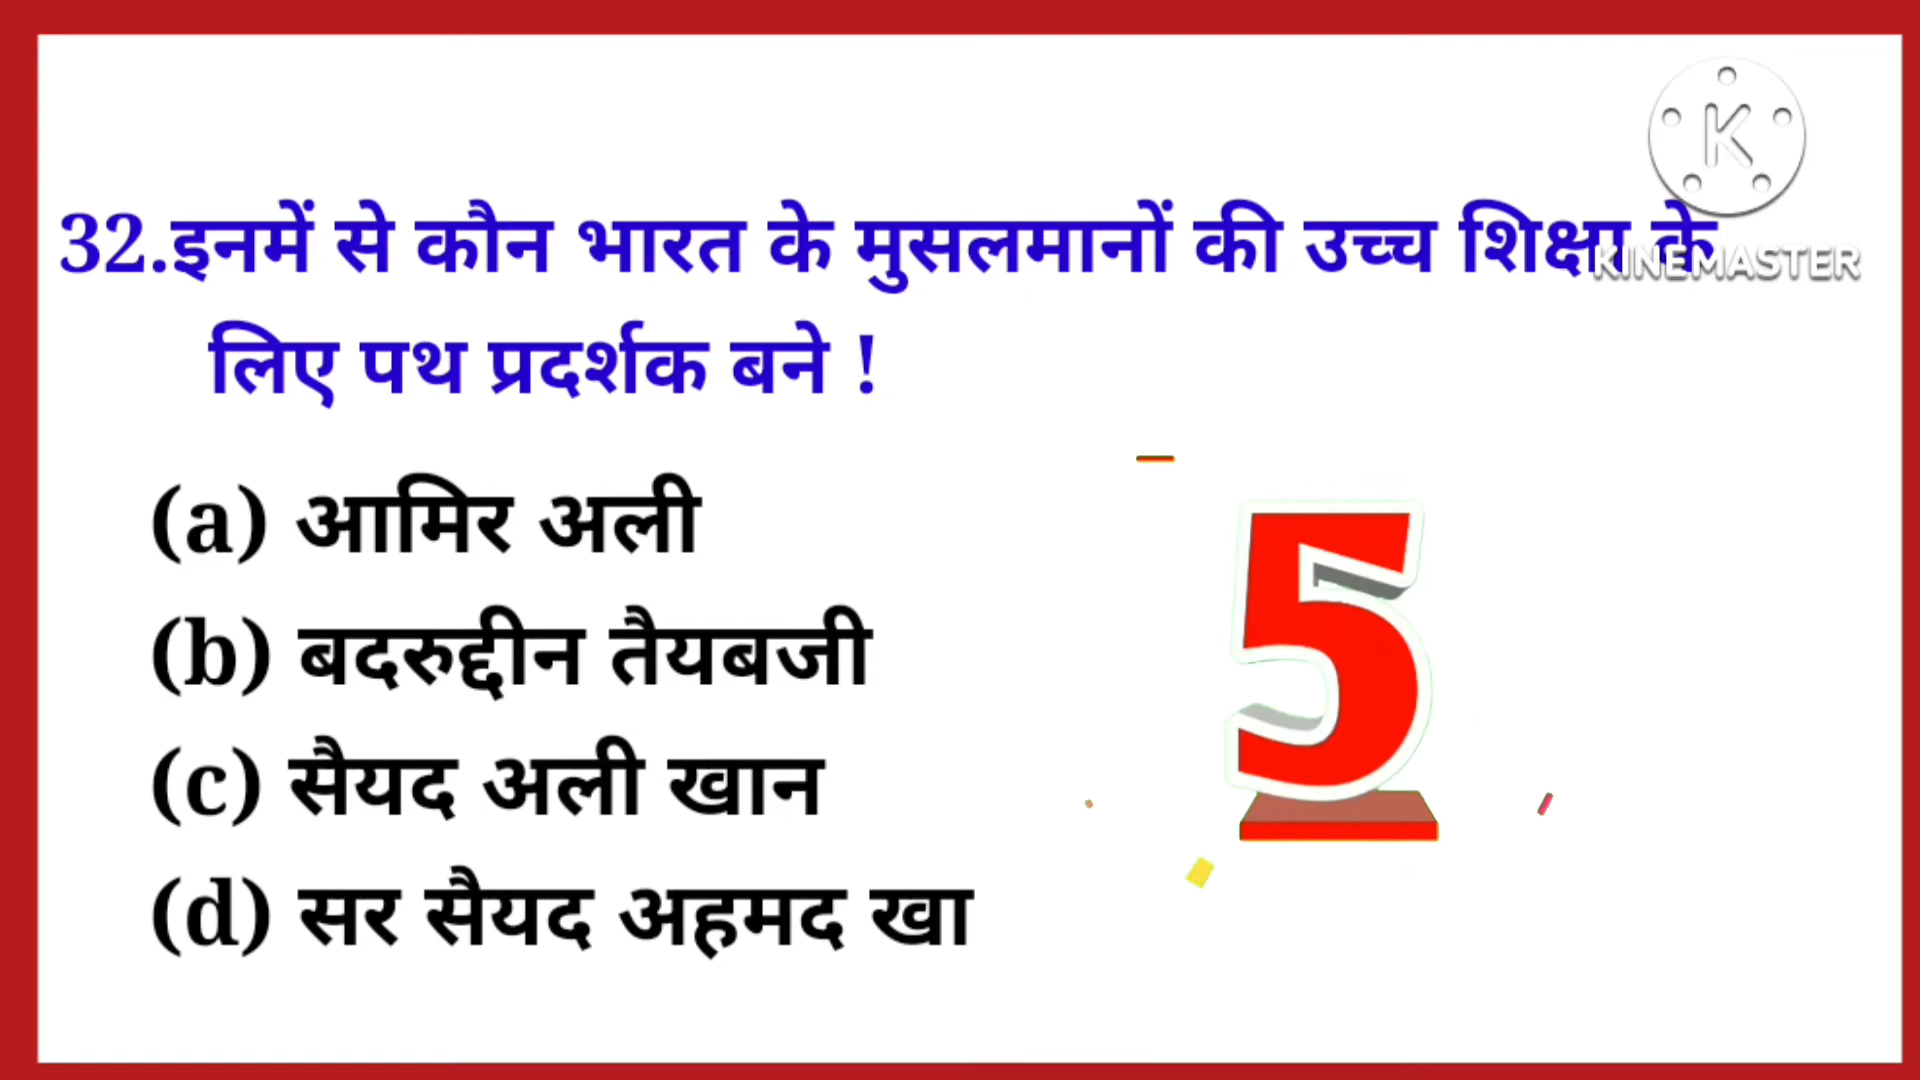 K
KINEMASTER
32.इनमें से कौन भारत के मुसलमानों की उच्च शिक्षा के
लिए पथ प्रदर्शक बने !
(a) आमिर अली
(b) बदरुद्दीन तैयबजी
(c) सैयद अली खान
(d) सर सैयद अहमद खा
5